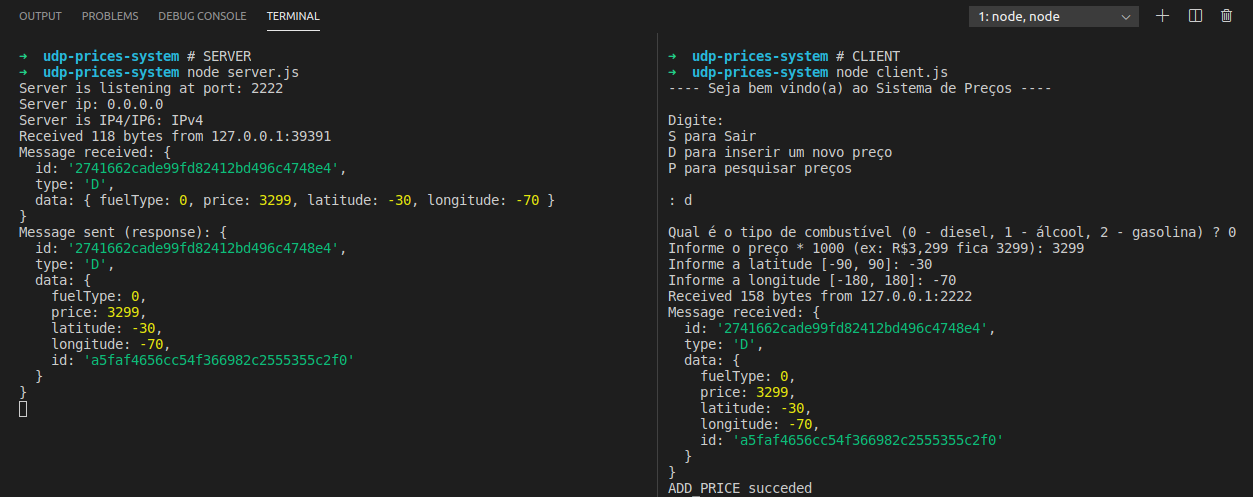 OUTPUT PROBLEMS DEBUG CONSOLE TERMINAL 1: node, node
➜ udp-prices-system # SERVER
➜ udp-prices-system node server.js
Server is listening at port: 2222
Server ip: 0.0.0.0
Server is IP4/IP6: IPv4
Received 118 bytes from 127.0.0.1:39391
Message received: {
  id: '2741662cade99fd82412bd496c4748e4',
  type: 'D',
  data: { fuelType: 0, price: 3299, latitude: -30, longitude: -70 }
}
Message sent (response): {
  id: '2741662cade99fd82412bd496c4748e4',
  type: 'D',
  data: {
    fuelType: 0,
    price: 3299,
    latitude: -30,
    longitude: -70,
    id: 'a5faf4656cc54f366982c2555355c2f0'
  }
}
➜ udp-prices-system # CLIENT
➜ udp-prices-system node client.js
---- Seja bem vindo(a) ao Sistema de Preços ----
Digite:
S para Sair
D para inserir um novo preço
P para pesquisar preços
: d
Qual é o tipo de combustível (0 - diesel, 1 - álcool, 2 - gasolina) ? 0
Informe o preço * 1000 (ex: R$3,299 fica 3299): 3299
Informe a latitude [-90, 90]: -30
Informe a longitude [-180, 180]: -70
Received 158 bytes from 127.0.0.1:2222
Message received: {
  id: '2741662cade99fd82412bd496c4748e4',
  type: 'D',
  data: {
    fuelType: 0,
    price: 3299,
    latitude: -30,
    longitude: -70,
    id: 'a5faf4656cc54f366982c2555355c2f0'
  }
}
ADD_PRICE succeded